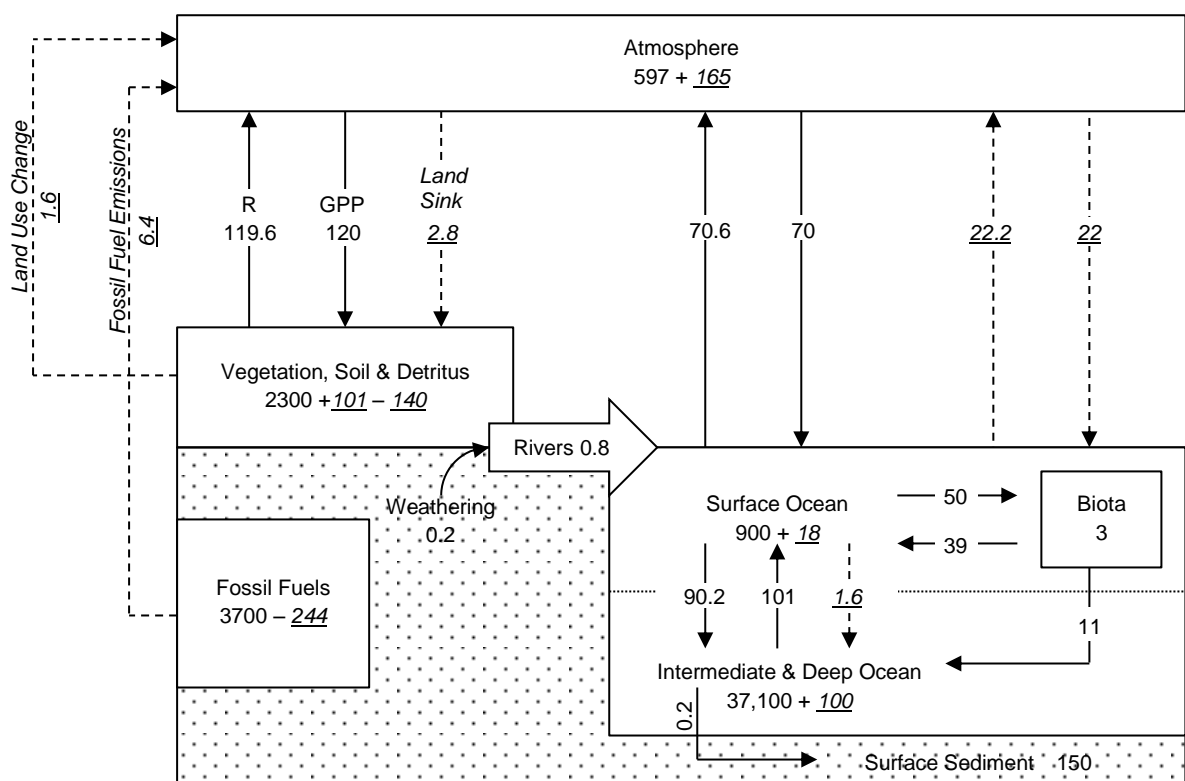 Atmosphere
597 + 165
Land Use Change
1.6
Fossil Fuel Emissions
6.4
R
119.6
GPP
120
Land
Sink
2.8
70.6
70
22.2
22
Vegetation, Soil & Detritus
2300 +101 – 140
Rivers 0.8
Weathering
0.2
Surface Ocean
900 + 18
50
39
Biota
3
Fossil Fuels
3700 – 244
90.2
101
1.6
11
Intermediate & Deep Ocean
37,100 + 100
0.2
Surface Sediment 150